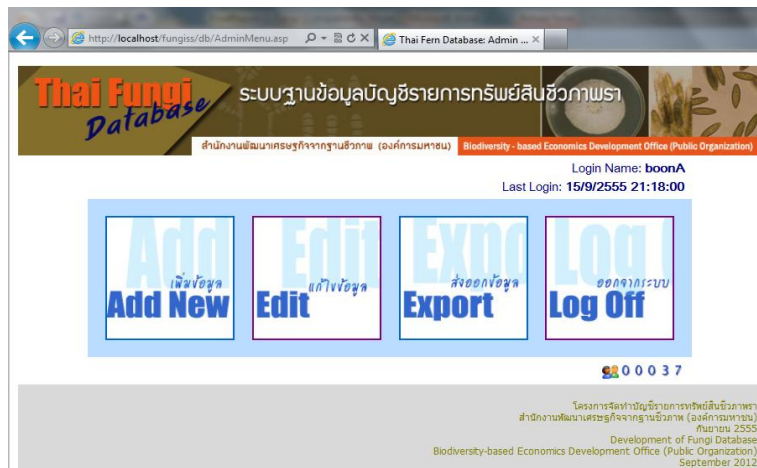 http://localhost/fungiss/db/AdminMenu.asp
Thai Fern Database: Admin ...
Thai Fungi
Database
ระบบฐานข้อมูลบัญชีรายการทรัพย์สินชีวภาพรา
สำนักงานพัฒนาเศรษฐกิจจากฐานชีวภาพ (องค์การมหาชน)
Biodiversity - based Economics Development Office (Public Organization)
Login Name: boonA
Last Login: 15/9/2555 21:18:00
Add
เพิ่มข้อมูล
Add New
Edit
แก้ไขข้อมูล
Edit
Expo
ส่งออกข้อมูล
Export
Log
ออกจากระบบ
Log Off
00037
โครงการจัดทำบัญชีรายการทรัพย์สินชีวภาพรา
สำนักงานพัฒนาเศรษฐกิจจากฐานชีวภาพ (องค์การมหาชน)
กันยายน 2555
Development of Fungi Database
Biodiversity-based Economics Development Office (Public Organization)
September 2012